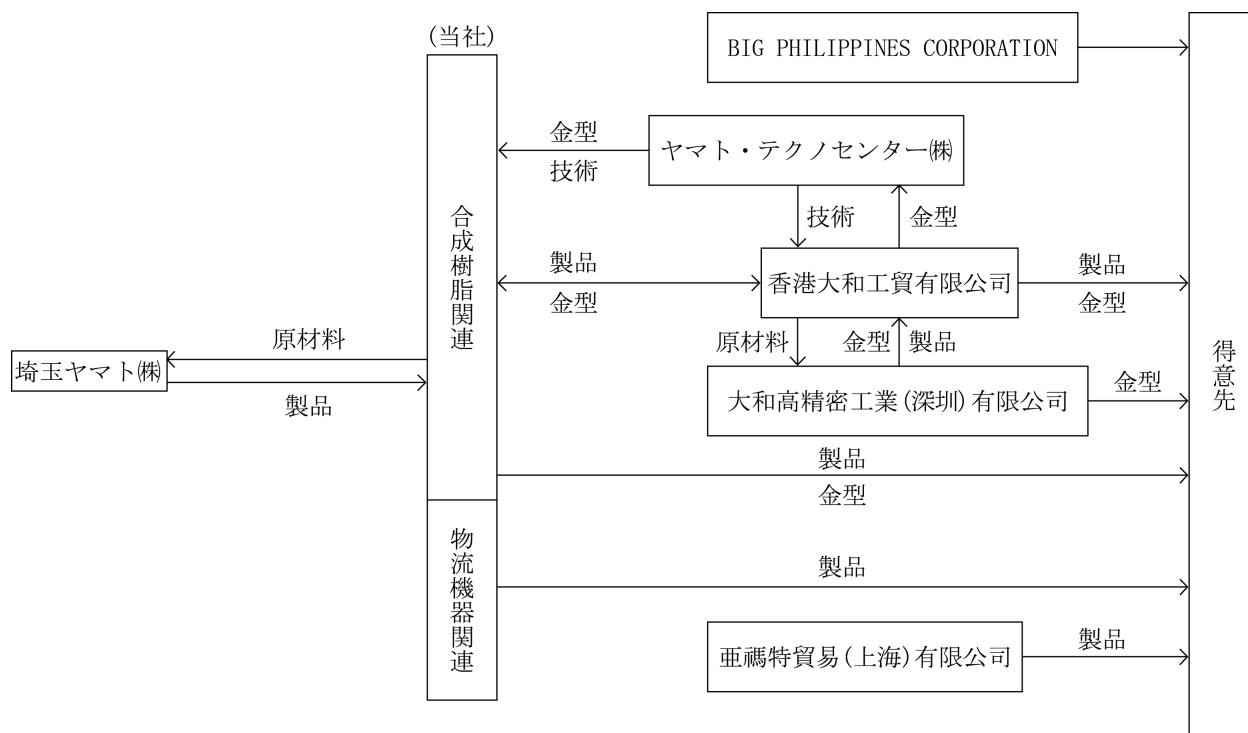 (当社)
BIG PHILIPPINES CORPORATION
金型
技術
ヤマト・テクノセンター㈱
技術
金型
合成樹脂関連
製品
金型
香港大和工貿有限公司
製品
金型
原材料
金型
製品
原材料
埼玉ヤマト㈱
製品
大和高精密工業(深圳)有限公司
金型
得意先
製品
金型
物流機器関連
製品
亜禡特貿易(上海)有限公司
製品